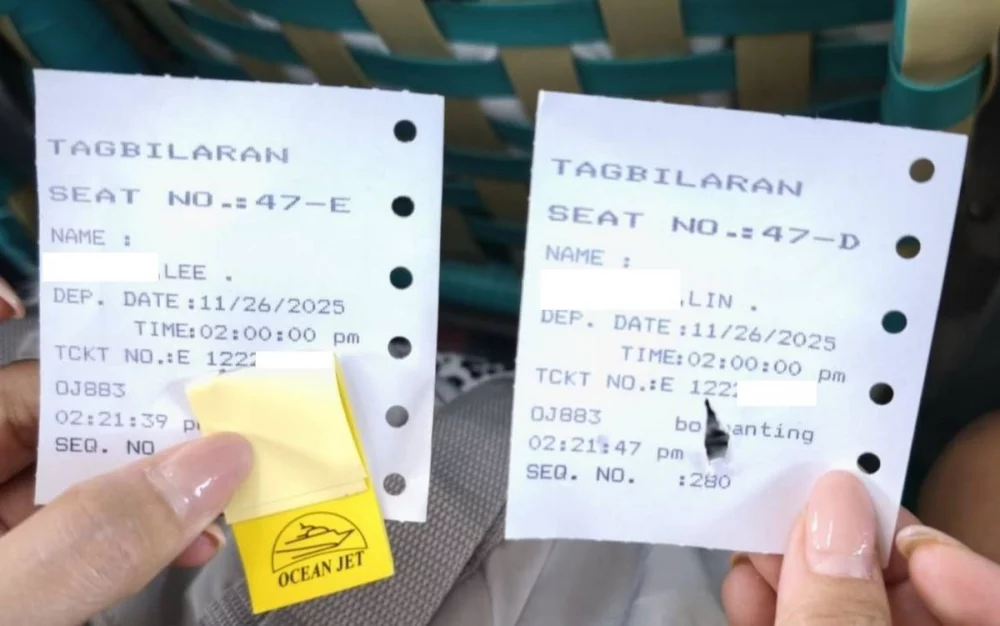 TAGBILARAN
SEAT NO.:47-E
NAME :
,LEE .
DEP. DATE:11/26/2025
TIME:02:00:00 pm
TCKT NO.:E 1222
OJ883
02:21:39
SEQ. NO
OCEAN JET
TAGBILARAN
SEAT NO.:47-D
NAME :
,LIN .
DEP. DATE:11/26/2025
TIME:02:00:00 pm
TCKT NO.:E 1222
OJ883
02:21:47 pm
SEQ. NO. :280